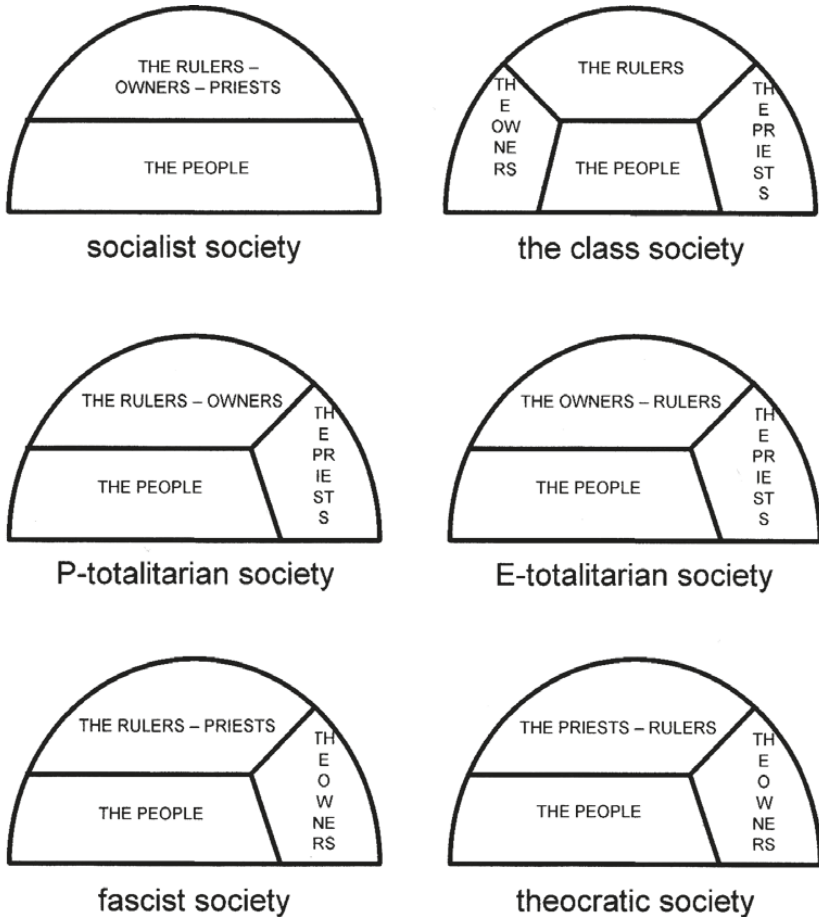 THE RULERS –
OWNERS – PRIESTS
THE PEOPLE
socialist society
THE RULERS
TH
E
OW
NE
RS
THE PEOPLE
TH
E
PR
IE
ST
S
the class society
THE RULERS – OWNERS
THE PEOPLE
TH
E
PR
IE
ST
S
P-totalitarian society
THE OWNERS – RULERS
THE PEOPLE
TH
E
PR
IE
ST
S
E-totalitarian society
THE RULERS – PRIESTS
THE PEOPLE
TH
E
O
W
NE
RS
fascist society
THE PRIESTS – RULERS
THE PEOPLE
TH
E
O
W
NE
RS
theocratic society